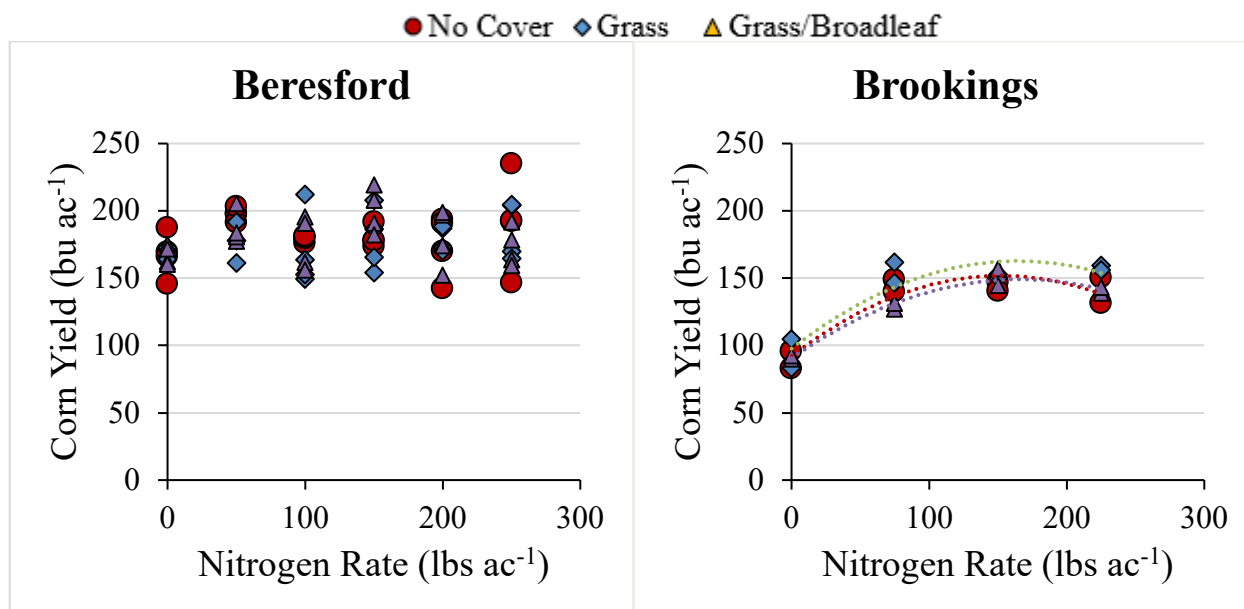 No Cover Grass Grass/Broadleaf
Beresford
Corn Yield (bu ac⁻¹)
250
200
150
100
50
0
0 100 200 300
Nitrogen Rate (lbs ac⁻¹)
Brookings
Corn Yield (bu ac⁻¹)
250
200
150
100
50
0
0 100 200 300
Nitrogen Rate (lbs ac⁻¹)